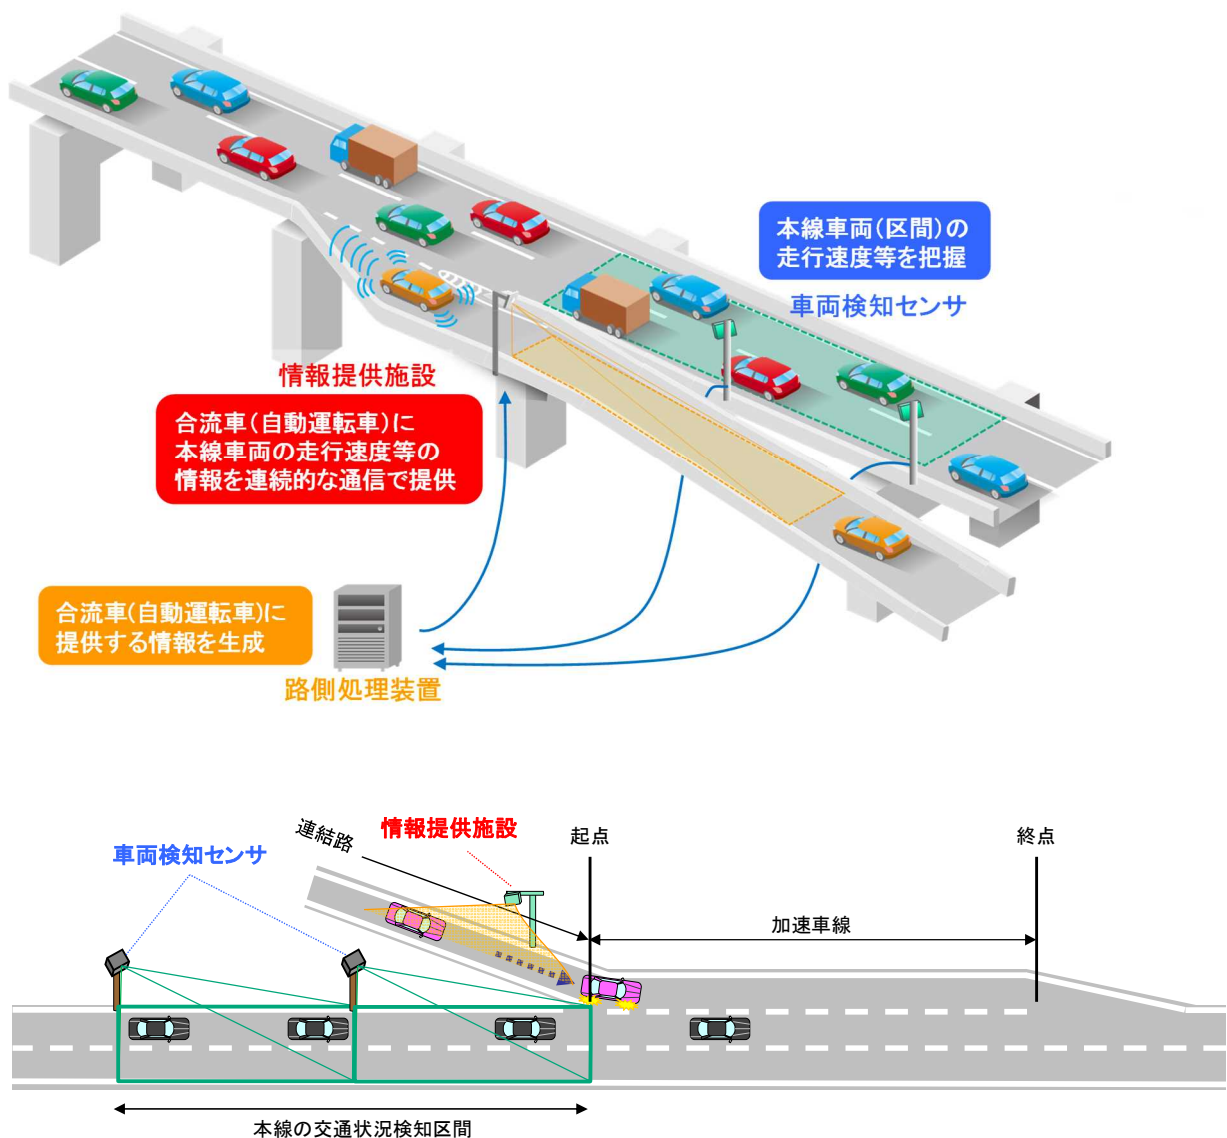 本線車両(区間)の
走行速度等を把握
車両検知センサ
情報提供施設
合流車(自動運転車)に
本線車両の走行速度等の
情報を連続的な通信で提供
合流車(自動運転車)に
提供する情報を生成
路側処理装置
連結路
情報提供施設
起点
終点
車両検知センサ
加速車線
本線の交通状況検知区間